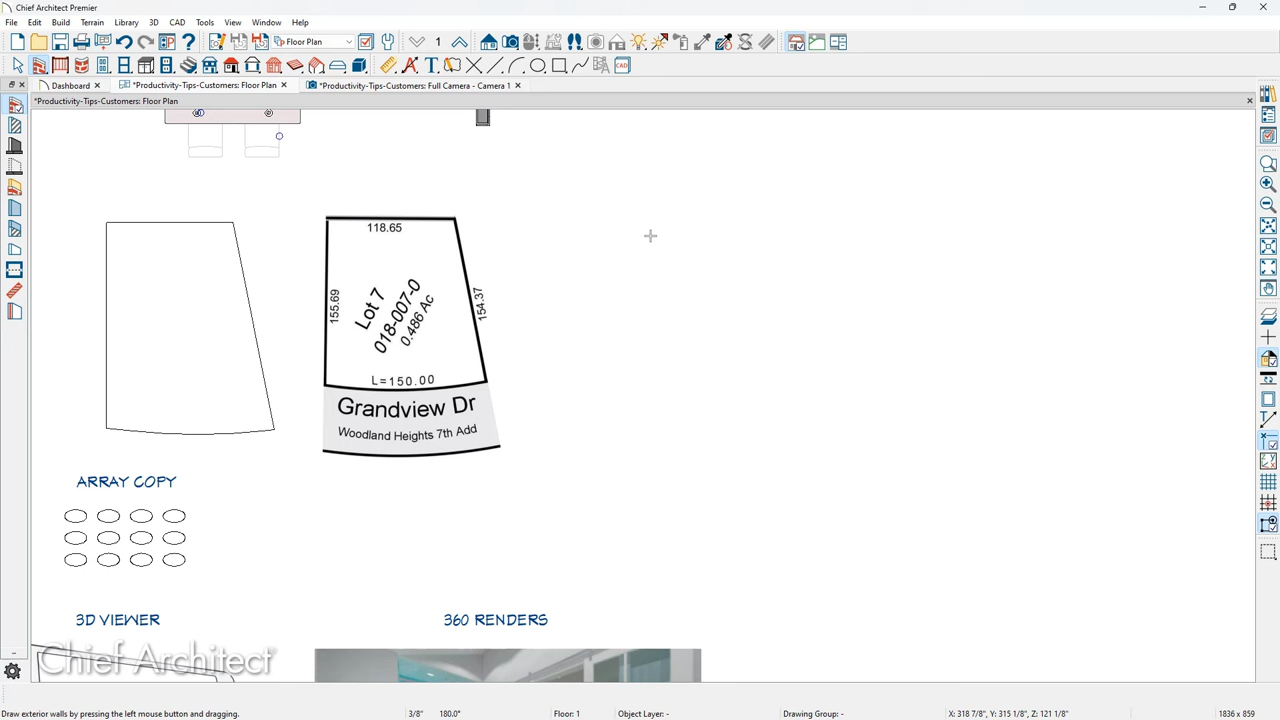 Chief Architect Premier
File Edit Build Terrain Library 3D CAD Tools View Window Help
Floor Plan 1
Dashboard *Productivity-Tips-Customers: Floor Plan *Productivity-Tips-Customers: Full Camera - Camera 1
*Productivity-Tips-Customers: Floor Plan
118.65
155.69
Lot 7
018-007-0
0.486 Ac
154.37
L=150.00
Grandview Dr
Woodland Heights 7th Add
ARRAY COPY
3D VIEWER
360 RENDERS
Chief Architect
Draw exterior walls by pressing the left mouse button and dragging. 3/8" 180.0° Floor: 1 Object Layer: - Drawing Group: - X: 318 7/8", Y: 315 1/8", Z: 121 1/8" 1836 x 859